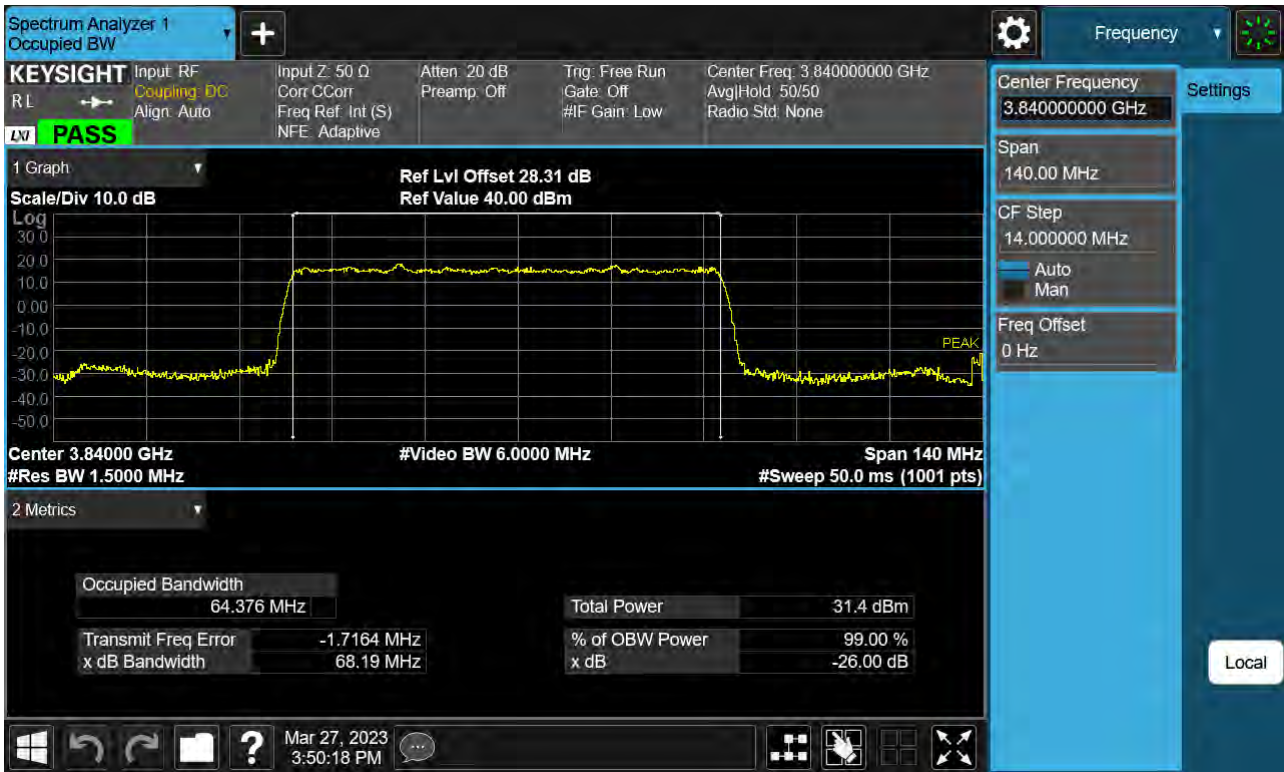 Spectrum Analyzer 1
Occupied BW
+
Frequency
KEYSIGHT
R L
LXI
PASS
Input: RF
Coupling: DC
Align: Auto
Input Z: 50 Ω
Corr CCorr
Freq Ref: Int (S)
NFE: Adaptive
Atten: 20 dB
Preamp: Off
Trig: Free Run
Gate: Off
#IF Gain: Low
Center Freq: 3.840000000 GHz
Avg|Hold: 50/50
Radio Std: None
Center Frequency
3.840000000 GHz
Settings
Span
140.00 MHz
CF Step
14.000000 MHz
Auto
Man
Freq Offset
0 Hz
Local
1 Graph
Scale/Div 10.0 dB
Ref Lvl Offset 28.31 dB
Ref Value 40.00 dBm
Log
30.0
20.0
10.0
0.00
-10.0
-20.0
-30.0
-40.0
-50.0
PEAK
Center 3.84000 GHz
#Res BW 1.5000 MHz
#Video BW 6.0000 MHz
Span 140 MHz
#Sweep 50.0 ms (1001 pts)
2 Metrics
Occupied Bandwidth
64.376 MHz
Transmit Freq Error -1.7164 MHz
x dB Bandwidth 68.19 MHz
Total Power 31.4 dBm
% of OBW Power 99.00 %
x dB -26.00 dB
?
Mar 27, 2023
3:50:18 PM